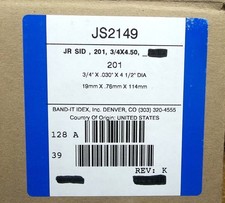 JS2149
JR SID , 201, 3/4X4.50, _
201
3/4" X .030" X 4 1/2" DIA
19mm X .76mm X 114mm
BAND-IT IDEX, Inc. DENVER, CO (303) 320-4555
Country Of Origin: UNITED STATES
128 A
39
REV: K